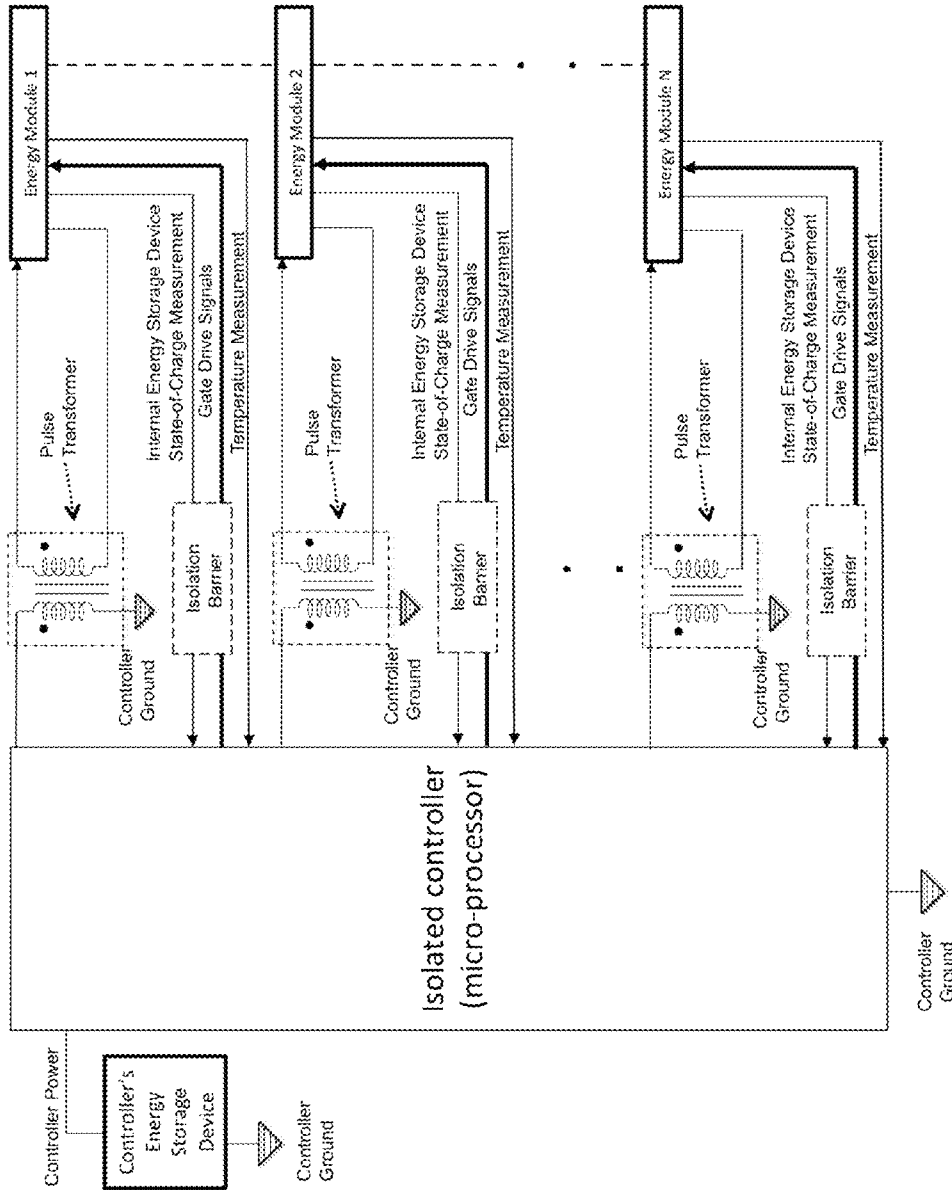 Controller Power
Controller's
Energy
Storage
Device
Controller
Ground
Isolated controller
(micro-processor)
Controller
Ground
Controller
Ground
Isolation
Barrier
Pulse
Transformer
Internal Energy Storage Device
State-of-Charge Measurement
Gate Drive Signals
Temperature Measurement
Energy Module 1
Controller
Ground
Isolation
Barrier
Pulse
Transformer
Internal Energy Storage Device
State-of-Charge Measurement
Gate Drive Signals
Temperature Measurement
Energy Module 2
Controller
Ground
Isolation
Barrier
Pulse
Transformer
Internal Energy Storage Device
State-of-Charge Measurement
Gate Drive Signals
Temperature Measurement
Energy Module N